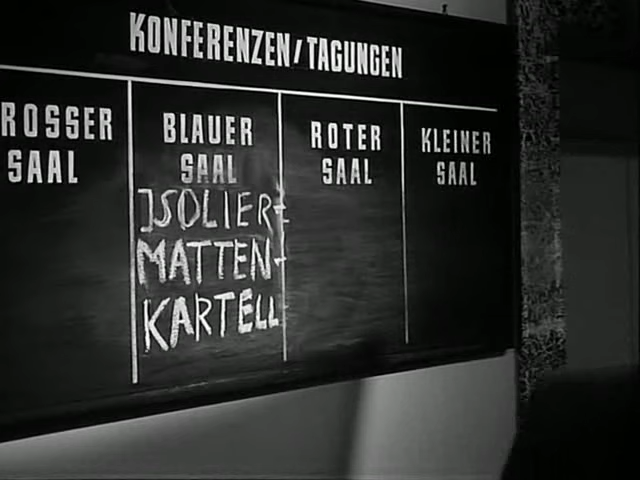 KONFERENZEN/TAGUNGEN
ROSSER
SAAL
BLAUER
SAAL
ISOLIER-
MATTEN-
KARTELL
ROTER
SAAL
KLEINER
SAAL